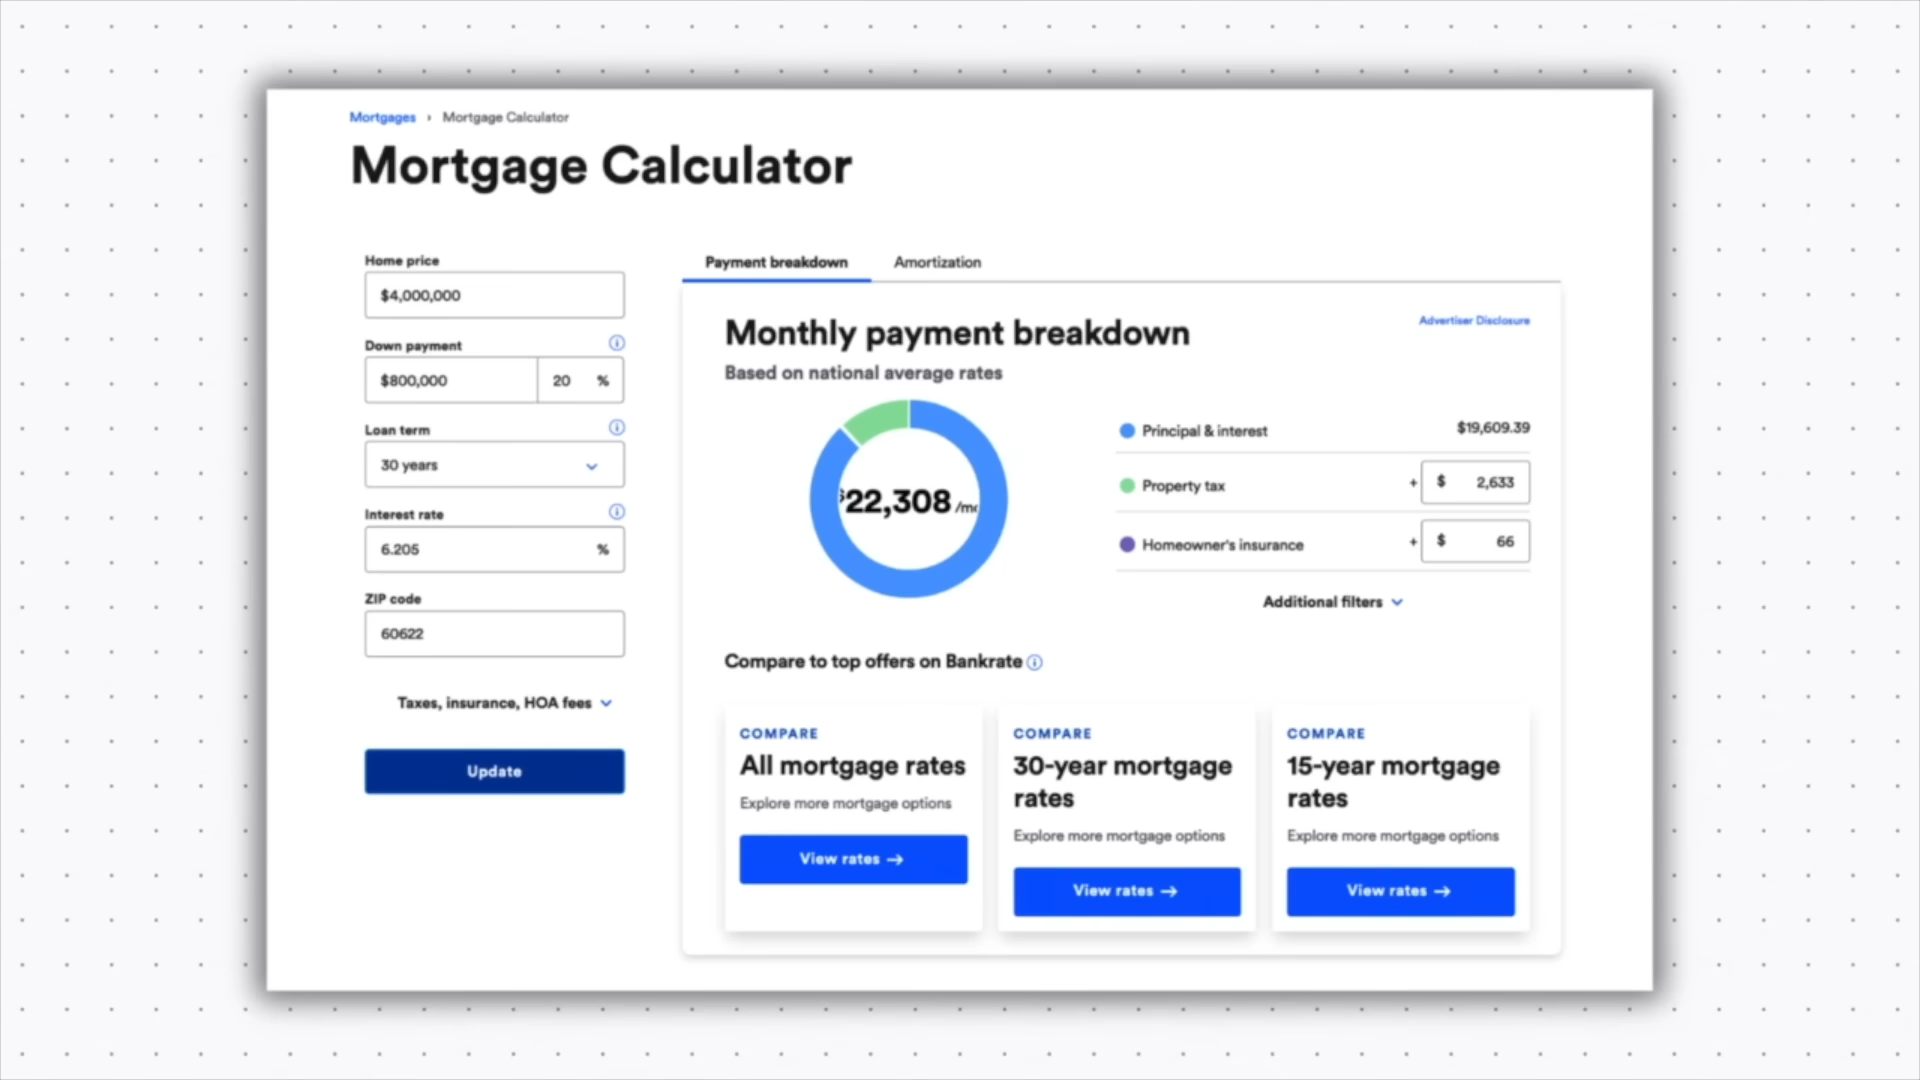 Mortgages › Mortgage Calculator
Mortgage Calculator
Home price
$4,000,000
Down payment
$800,000 20 %
Loan term
30 years
Interest rate
6.205 %
ZIP code
60622
Taxes, insurance, HOA fees
Update
Payment breakdown Amortization
Monthly payment breakdown
Advertiser Disclosure
Based on national average rates
$22,308
Principal & interest $19,609.39
Property tax + $ 2,633
Homeowner's insurance + $ 66
Additional filters
Compare to top offers on Bankrate
COMPARE
All mortgage rates
Explore more mortgage options
View rates →
COMPARE
30-year mortgage
rates
Explore more mortgage options
View rates →
COMPARE
15-year mortgage
rates
Explore more mortgage options
View rates →